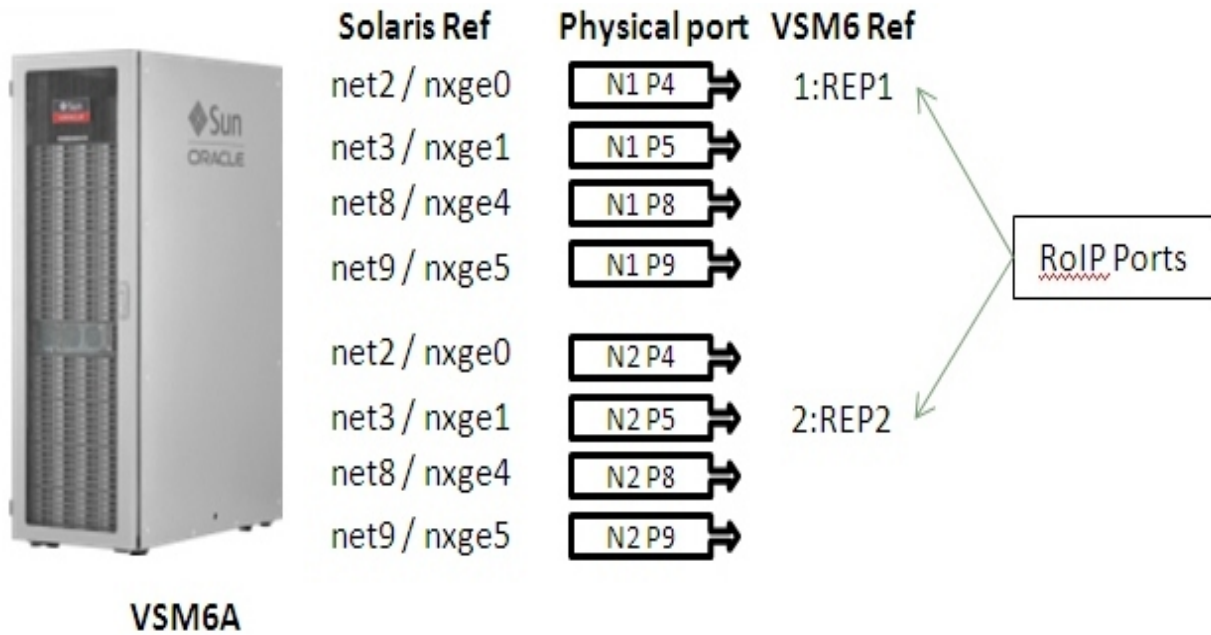 Solaris Ref Physical port VSM6 Ref
net2 / nxge0 N1 P4 1:REP1
net3 / nxge1 N1 P5
net8 / nxge4 N1 P8
net9 / nxge5 N1 P9
RoIP Ports
net2 / nxge0 N2 P4
net3 / nxge1 N2 P5 2:REP2
net8 / nxge4 N2 P8
net9 / nxge5 N2 P9
Sun
ORACLE
Sun
VSM6A